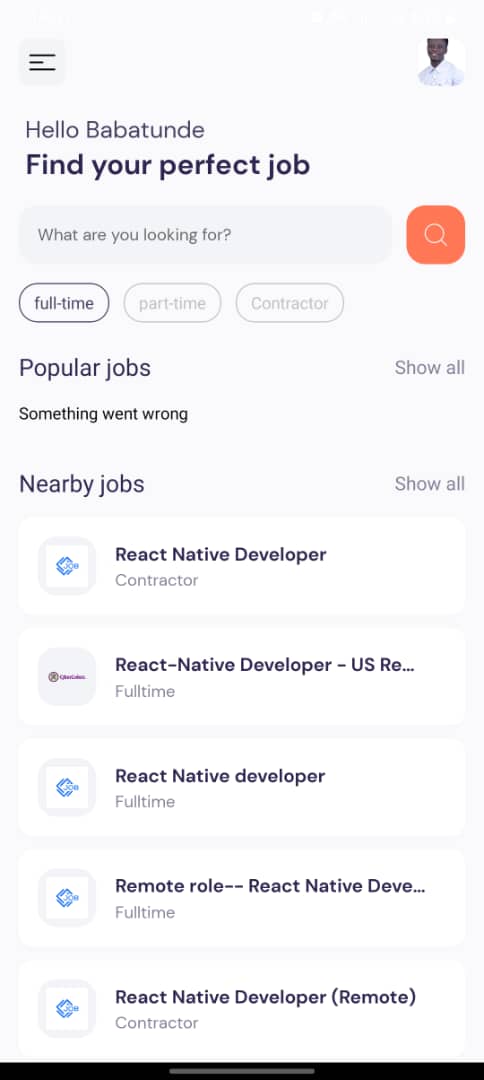 Hello Babatunde
Find your perfect job
What are you looking for?
full-time
part-time
Contractor
Popular jobs
Show all
Something went wrong
Nearby jobs
Show all
React Native Developer
Contractor
React-Native Developer - US Re...
Fulltime
React Native developer
Fulltime
Remote role-- React Native Deve...
Fulltime
React Native Developer (Remote)
Contractor